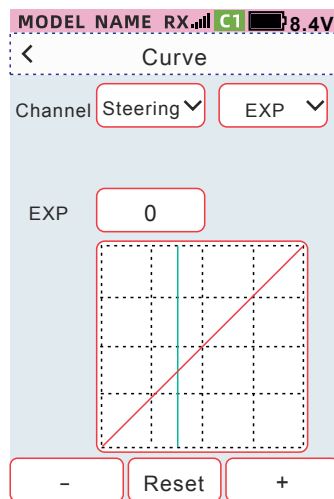 MODEL NAME RX C1 8.4V
< Curve
Channel Steering EXP
EXP 0
- Reset +